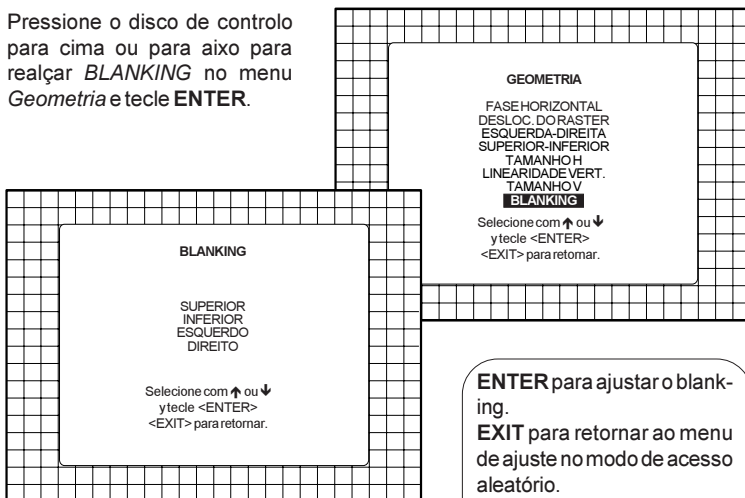 Pressione o disco de controlo
para cima ou para aixo para
realçar BLANKING no menu
Geometria e tecle ENTER.
GEOMETRIA
FASE HORIZONTAL
DESLOC. DO RASTER
ESQUERDA-DIREITA
SUPERIOR-INFERIOR
TAMANHO H
LINEARIDADE VERT.
TAMANHO V
BLANKING
Selecione com ↑ ou ↓
y tecle <ENTER>
<EXIT> para retornar.
BLANKING
SUPERIOR
INFERIOR
ESQUERDO
DIREITO
Selecione com ↑ ou ↓
y tecle <ENTER>
<EXIT> para retornar.
ENTER para ajustar o blank-
ing.
EXIT para retornar ao menu
de ajuste no modo de acesso
aleatório.